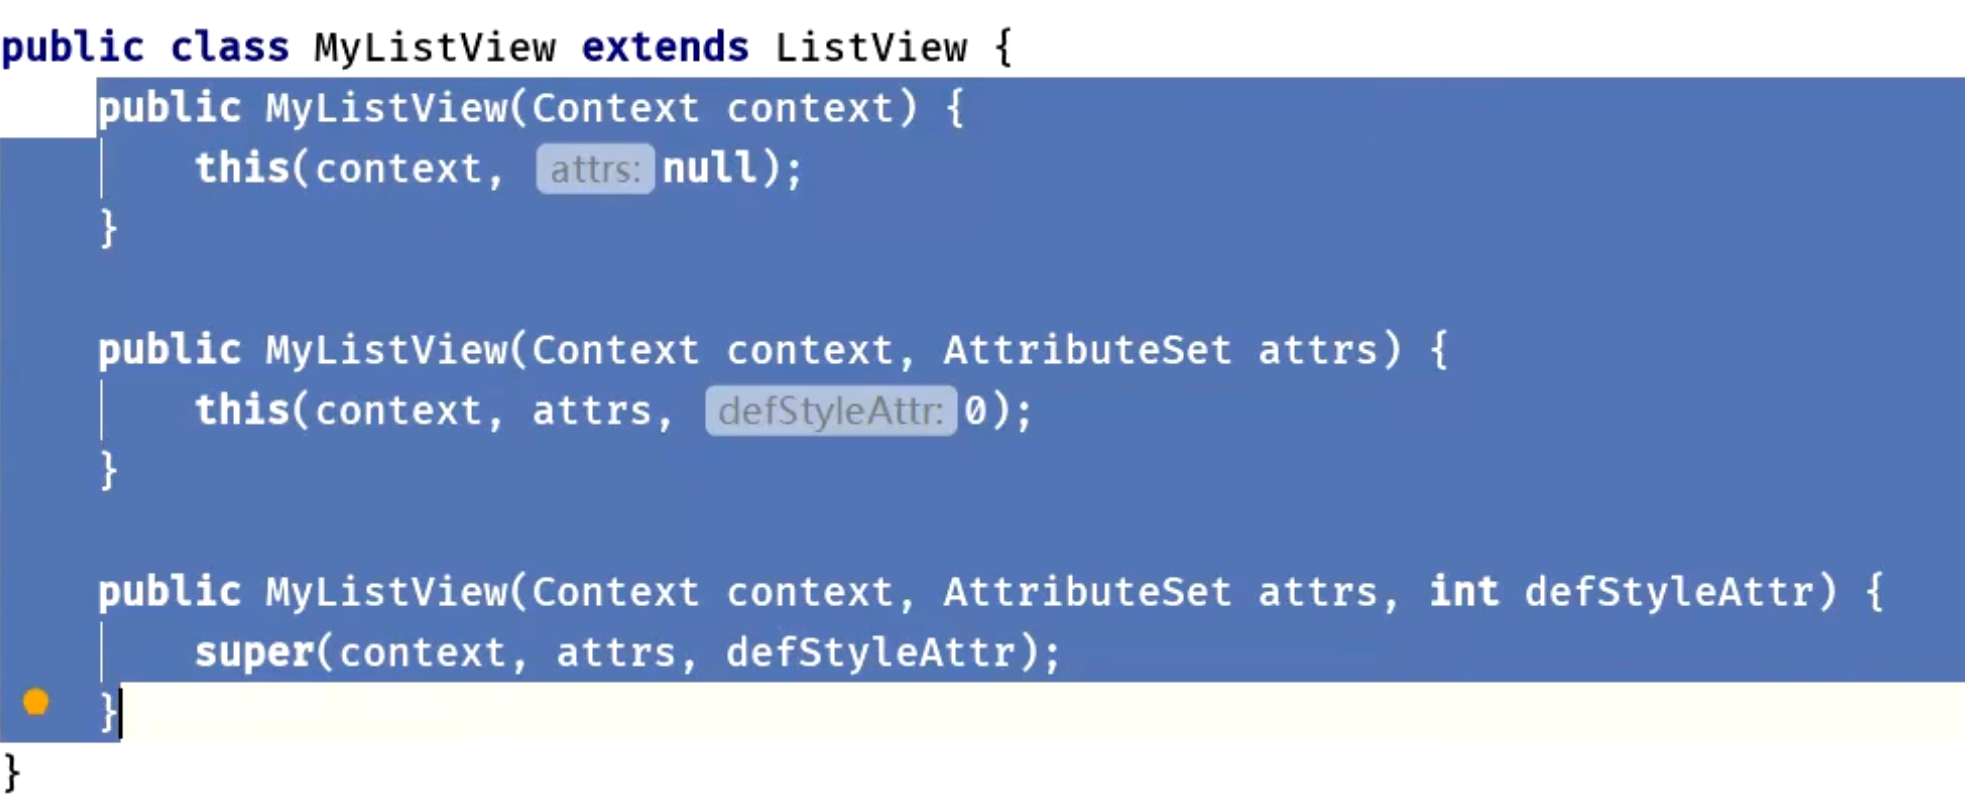 public class MyListView extends ListView {
    public MyListView(Context context) {
        this(context, attrs: null);
    }
    public MyListView(Context context, AttributeSet attrs) {
        this(context, attrs, defStyleAttr: 0);
    }
    public MyListView(Context context, AttributeSet attrs, int defStyleAttr) {
        super(context, attrs, defStyleAttr);
    }
}